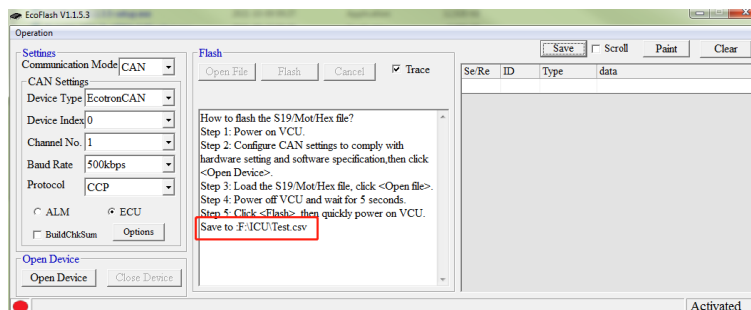 EcoFlash V1.1.5.3
Operation
Settings
Communication Mode CAN
CAN Settings
Device Type EcotronCAN
Device Index 0
Channel No. 1
Baud Rate 500kbps
Protocol CCP
ALM ECU
BuildChkSum Options
Open Device
Open Device Close Device
Flash
Open File Flash Cancel Trace
How to flash the S19/Mot/Hex file?
Step 1: Power on VCU.
Step 2: Configure CAN settings to comply with
hardware setting and software specification,then click
<Open Device>.
Step 3: Load the S19/Mot/Hex file, click <Open file>.
Step 4: Power off VCU and wait for 5 seconds.
Step 5: Click <Flash>, then quickly power on VCU.
Save to :F:\ICU\Test.csv
Save Scroll Paint Clear
Se/Re ID Type data
Activated